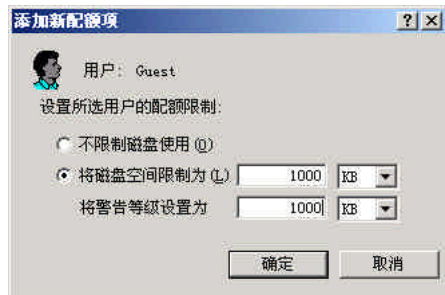 添加新配额项
用户: Guest
设置所选用户的配额限制:
不限制磁盘使用(O)
将磁盘空间限制为(L) 1000 KB
将警告等级设置为 1000 KB
确定 取消